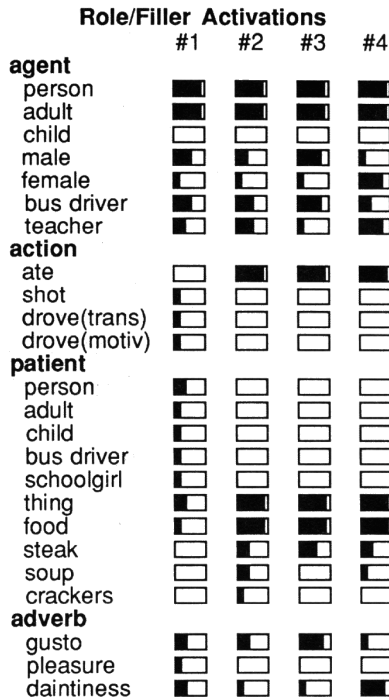 Role/Filler Activations
#1 #2 #3 #4
agent
person
adult
child
male
female
bus driver
teacher
action
ate
shot
drove(trans)
drove(motiv)
patient
person
adult
child
bus driver
schoolgirl
thing
food
steak
soup
crackers
adverb
gusto
pleasure
daintiness